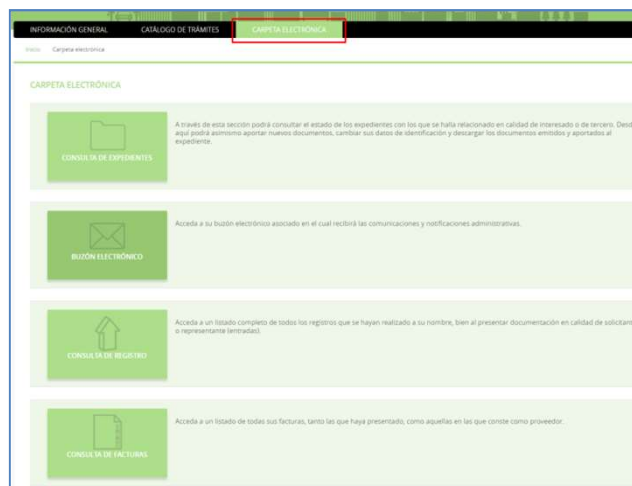 INFORMACIÓN GENERAL CATÁLOGO DE TRÁMITES CARPETA ELECTRÓNICA
Inicio Carpeta electrónica
CARPETA ELECTRÓNICA
CONSULTA DE EXPEDIENTES
A través de esta sección podrá consultar el estado de los expedientes con los que se halla relacionado en calidad de interesado o de tercero. Desd
aquí podrá asimismo aportar nuevos documentos, cambiar sus datos de identificación y descargar los documentos emitidos y aportados al
expediente.
BUZÓN ELECTRÓNICO
Acceda a su buzón electrónico asociado en el cual recibirá las comunicaciones y notificaciones administrativas.
CONSULTA DE REGISTRO
Acceda a un listado completo de todos los registros que se hayan realizado a su nombre, bien al presentar documentación en calidad de solicitant
o representante (entradas).
CONSULTA DE FACTURAS
Acceda a un listado de todas sus facturas, tanto las que haya presentado, como aquellas en las que conste como proveedor.